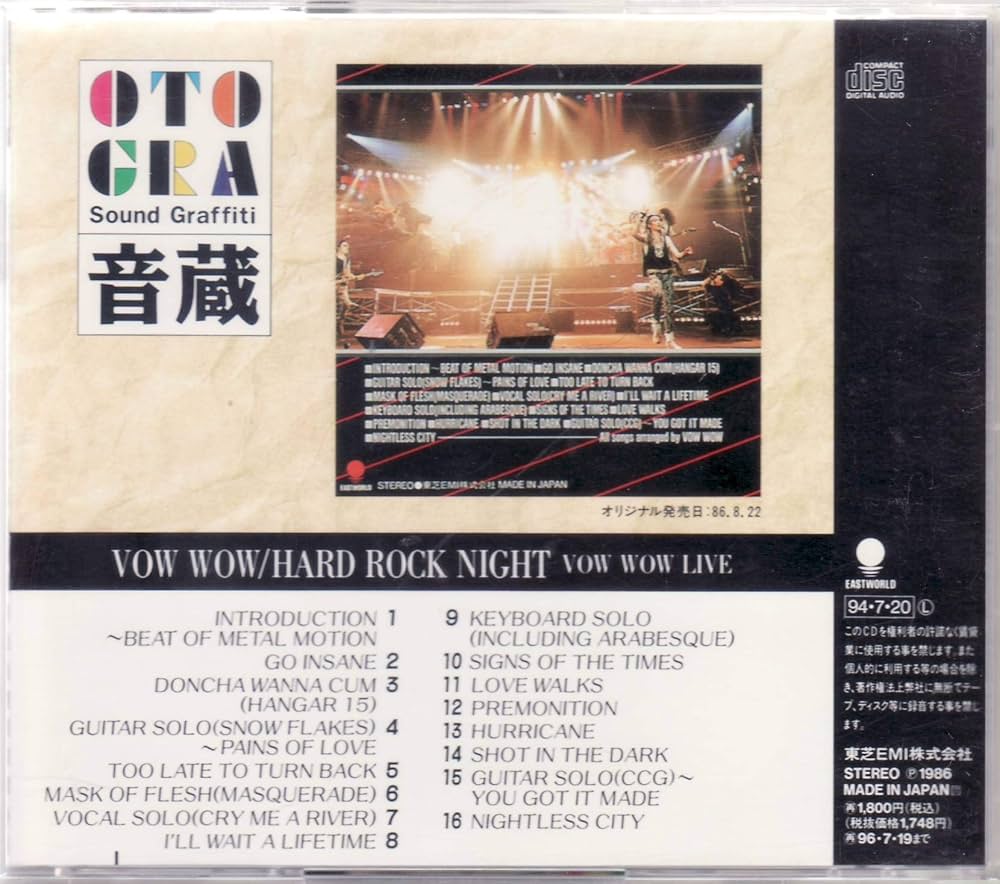 OTO
GRA
Sound Graffiti
音蔵
■INTRODUCTION ~ BEAT OF METAL MOTION■GO INSANE■DONCHA WANNA CUM(HANGAR 15)
■GUITAR SOLO(SNOW FLAKES) ~ PAINS OF LOVE ■TOO LATE TO TURN BACK
■MASK OF FLESH(MASQUERADE)■VOCAL SOLO(CRY ME A RIVER)■I'LL WAIT A LIFETIME
■KEYBOARD SOLO(INCLUDING ARABESQUE)■SIGNS OF THE TIMES■LOVE WALKS
■PREMONITION ■HURRICANE ■SHOT IN THE DARK ■GUITAR SOLO(CCG) ~ YOU GOT IT MADE
■NIGHTLESS CITY ——— All songs arranged by VOW WOW
EASTWORLD STEREO●東芝EMI株式会社 MADE IN JAPAN
オリジナル発売日:86.8.22
COMPACT
disc
DIGITAL AUDIO
VOW WOW/HARD ROCK NIGHT VOW WOW LIVE
INTRODUCTION 1
~BEAT OF METAL MOTION
GO INSANE 2
DONCHA WANNA CUM 3
(HANGAR 15)
GUITAR SOLO(SNOW FLAKES) 4
~PAINS OF LOVE
TOO LATE TO TURN BACK 5
MASK OF FLESH(MASQUERADE) 6
VOCAL SOLO(CRY ME A RIVER) 7
I'LL WAIT A LIFETIME 8
9 KEYBOARD SOLO
(INCLUDING ARABESQUE)
10 SIGNS OF THE TIMES
11 LOVE WALKS
12 PREMONITION
13 HURRICANE
14 SHOT IN THE DARK
15 GUITAR SOLO(CCG)~
YOU GOT IT MADE
16 NIGHTLESS CITY
EASTWORLD
94・7・20 Ⓛ
このCDを権利者の許諾なく賃貸
業に使用する事を禁じます。また
個人的に利用する等の場合を除
き、著作権法上弊社に無断でテー
プ、ディスク等に録音する事を禁じ
ます。
東芝EMI株式会社
STEREO Ⓟ1986
MADE IN JAPAN
再1,800円(税込)
(税抜価格1,748円)
再96・7・19まで